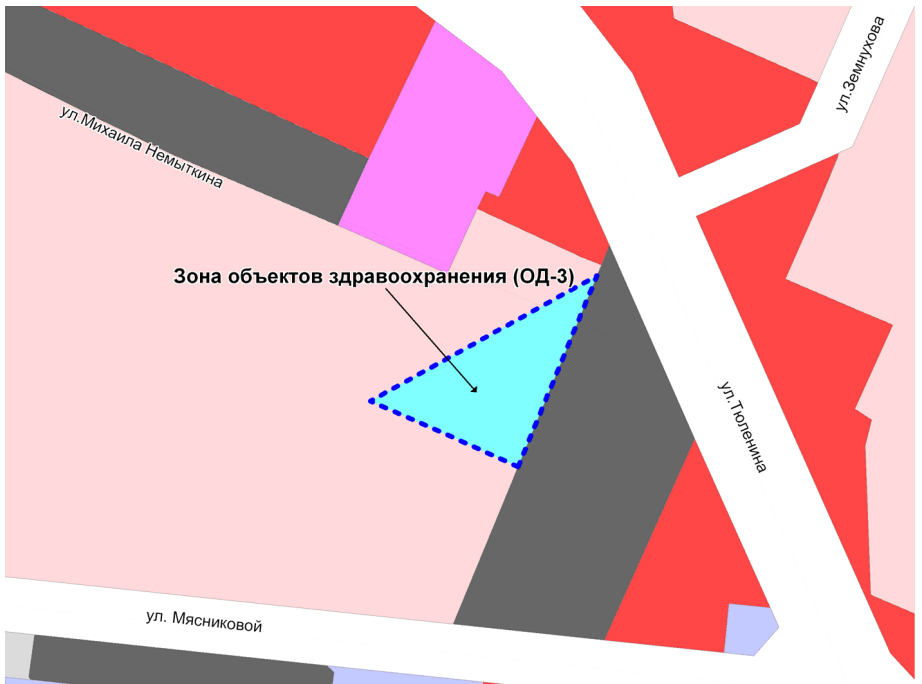 ул.Земнухова
ул.Михаила Немыткина
Зона объектов здравоохранения (ОД-3)
ул.Тюленина
ул. Мясниковой